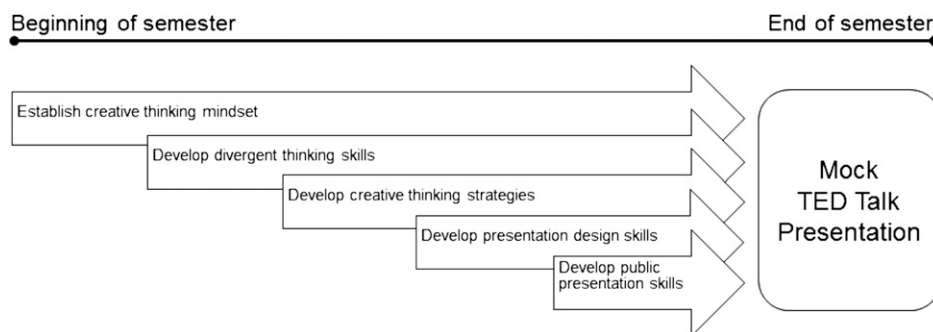 Beginning of semester
End of semester
Establish creative thinking mindset
Develop divergent thinking skills
Develop creative thinking strategies
Develop presentation design skills
Develop public
presentation skills
Mock
TED Talk
Presentation